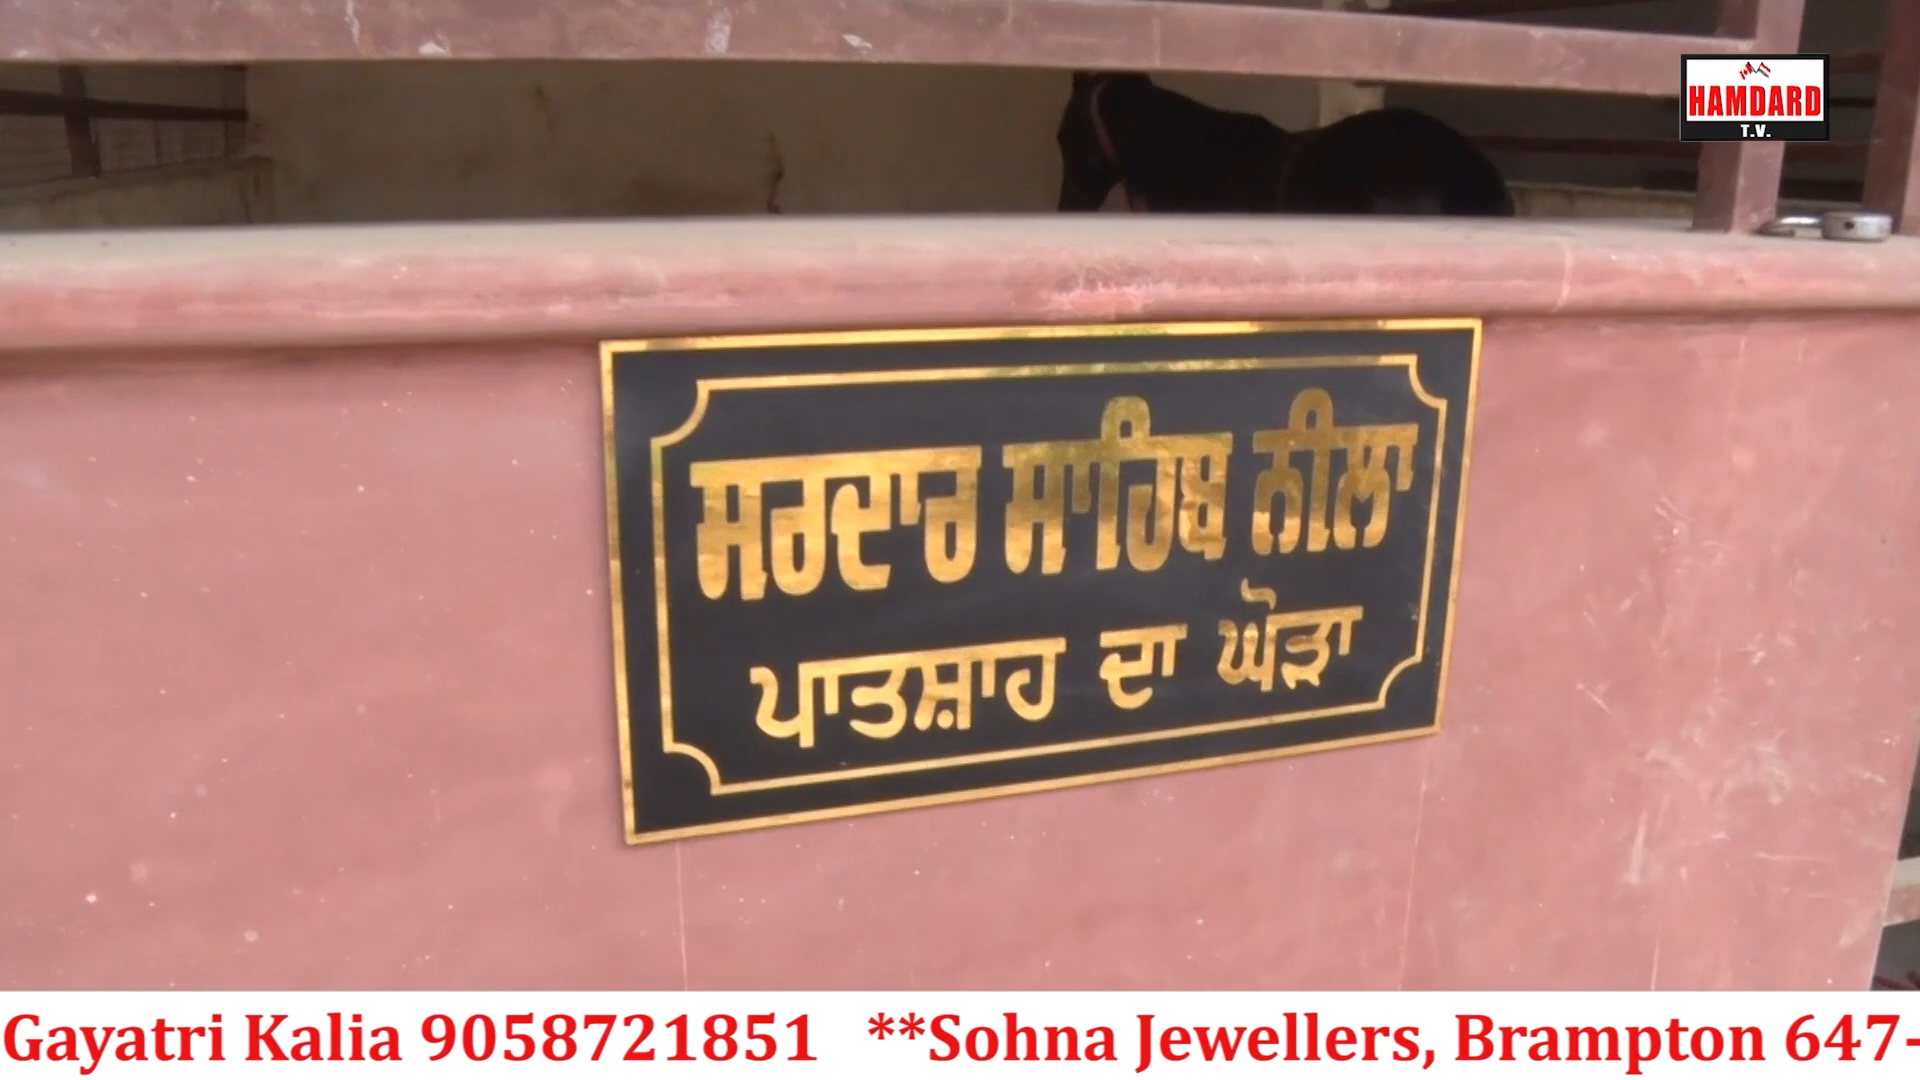 HAMDARD
T.V.
ਸਰਦਾਰ ਸਾਹਿਬ ਨੀਲਾ
ਪਾਤਸ਼ਾਹ ਦਾ ਘੋੜਾ
Gayatri Kalia 9058721851 **Sohna Jewellers, Brampton 647-